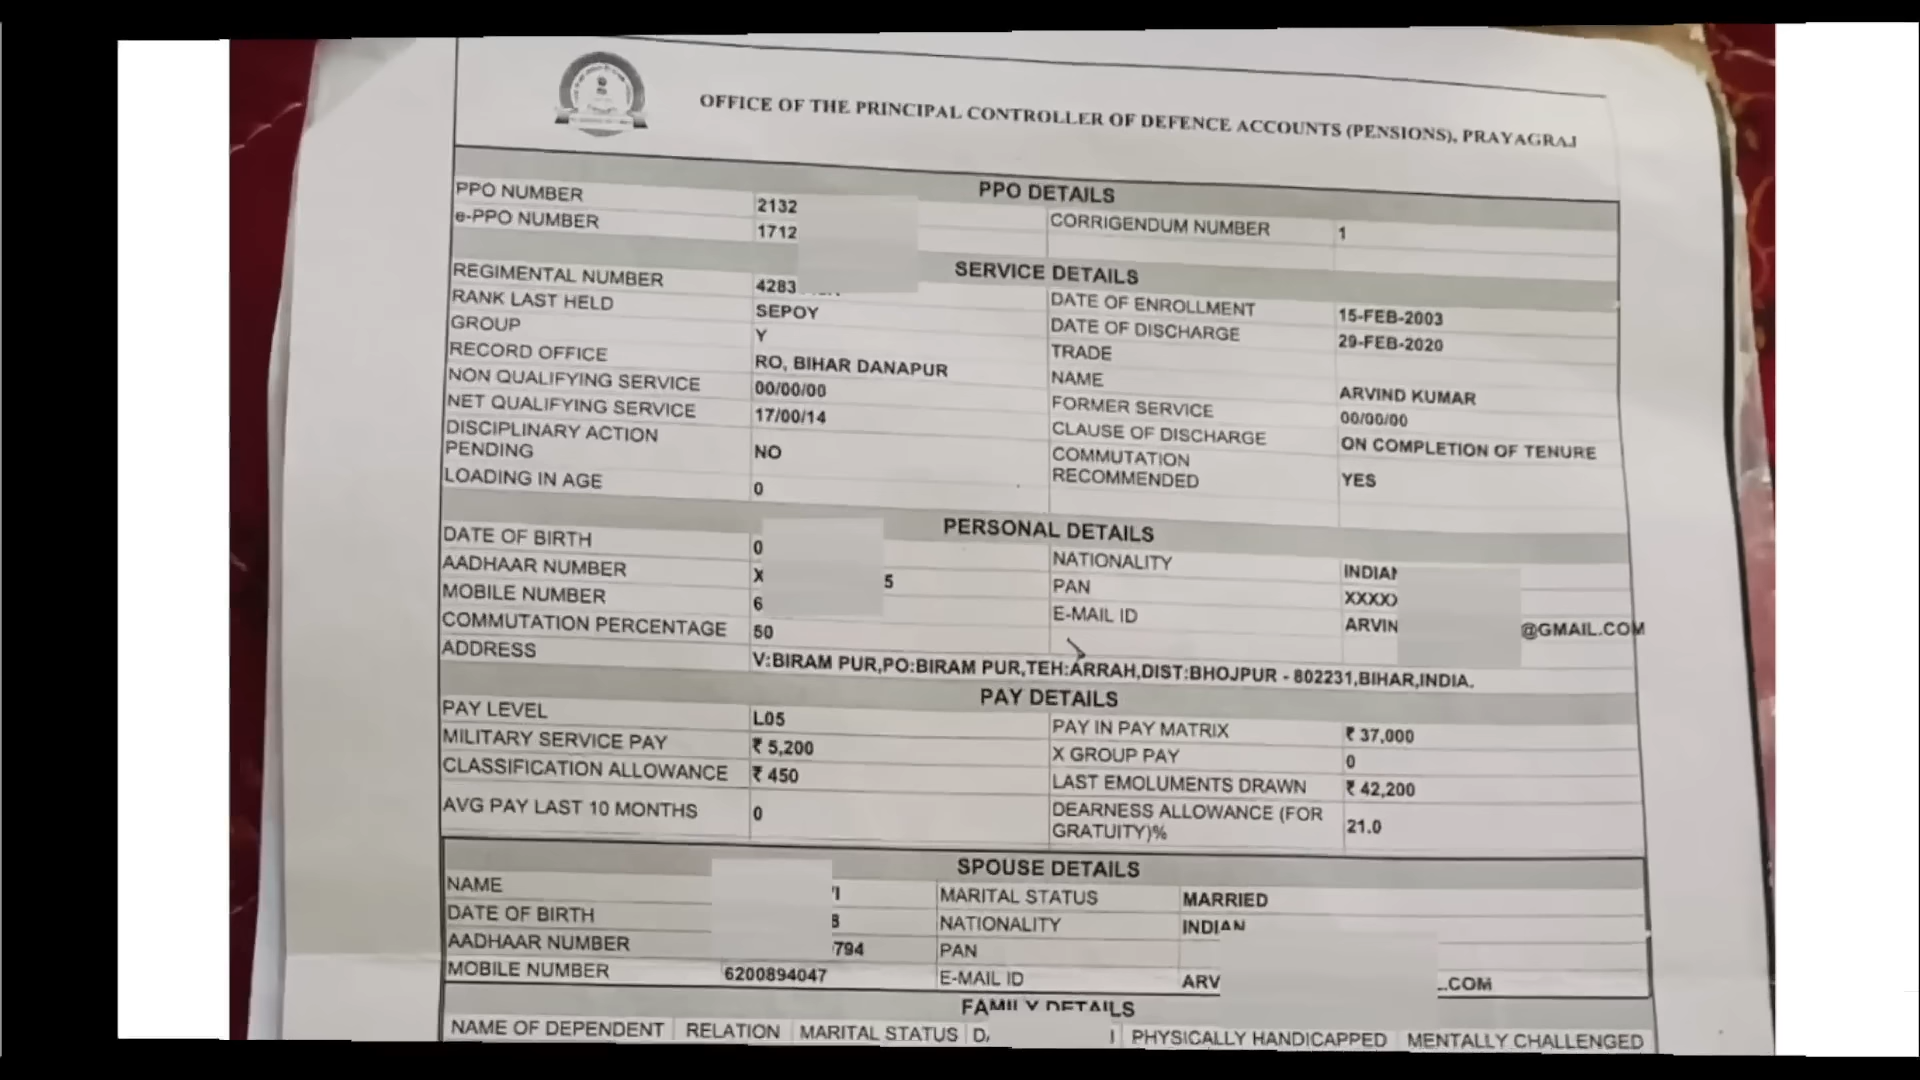 OFFICE OF THE PRINCIPAL CONTROLLER OF DEFENCE ACCOUNTS (PENSIONS), PRAYAGRAJ
PPO DETAILS
PPO NUMBER 2132 CORRIGENDUM NUMBER 1
e-PPO NUMBER 1712
SERVICE DETAILS
REGIMENTAL NUMBER 4283 DATE OF ENROLLMENT 15-FEB-2003
RANK LAST HELD SEPOY DATE OF DISCHARGE 29-FEB-2020
GROUP Y TRADE
RECORD OFFICE RO, BIHAR DANAPUR NAME ARVIND KUMAR
NON QUALIFYING SERVICE 00/00/00 FORMER SERVICE 00/00/00
NET QUALIFYING SERVICE 17/00/14 CLAUSE OF DISCHARGE ON COMPLETION OF TENURE
DISCIPLINARY ACTION PENDING NO COMMUTATION RECOMMENDED YES
LOADING IN AGE 0
PERSONAL DETAILS
DATE OF BIRTH 0 NATIONALITY INDIAN
AADHAAR NUMBER X 5 PAN XXXX
MOBILE NUMBER 6 E-MAIL ID ARVIN @GMAIL.COM
COMMUTATION PERCENTAGE 50
ADDRESS V:BIRAM PUR,PO:BIRAM PUR,TEH:ARRAH,DIST:BHOJPUR - 802231,BIHAR,INDIA.
PAY DETAILS
PAY LEVEL L05 PAY IN PAY MATRIX ₹ 37,000
MILITARY SERVICE PAY ₹ 5,200 X GROUP PAY 0
CLASSIFICATION ALLOWANCE ₹ 450 LAST EMOLUMENTS DRAWN ₹ 42,200
AVG PAY LAST 10 MONTHS 0 DEARNESS ALLOWANCE (FOR GRATUITY)% 21.0
SPOUSE DETAILS
NAME MARITAL STATUS MARRIED
DATE OF BIRTH NATIONALITY INDIAN
AADHAAR NUMBER 794 PAN
MOBILE NUMBER 6200894047 E-MAIL ID ARV .COM
FAMILY DETAILS
NAME OF DEPENDENT RELATION MARITAL STATUS PHYSICALLY HANDICAPPED MENTALLY CHALLENGED